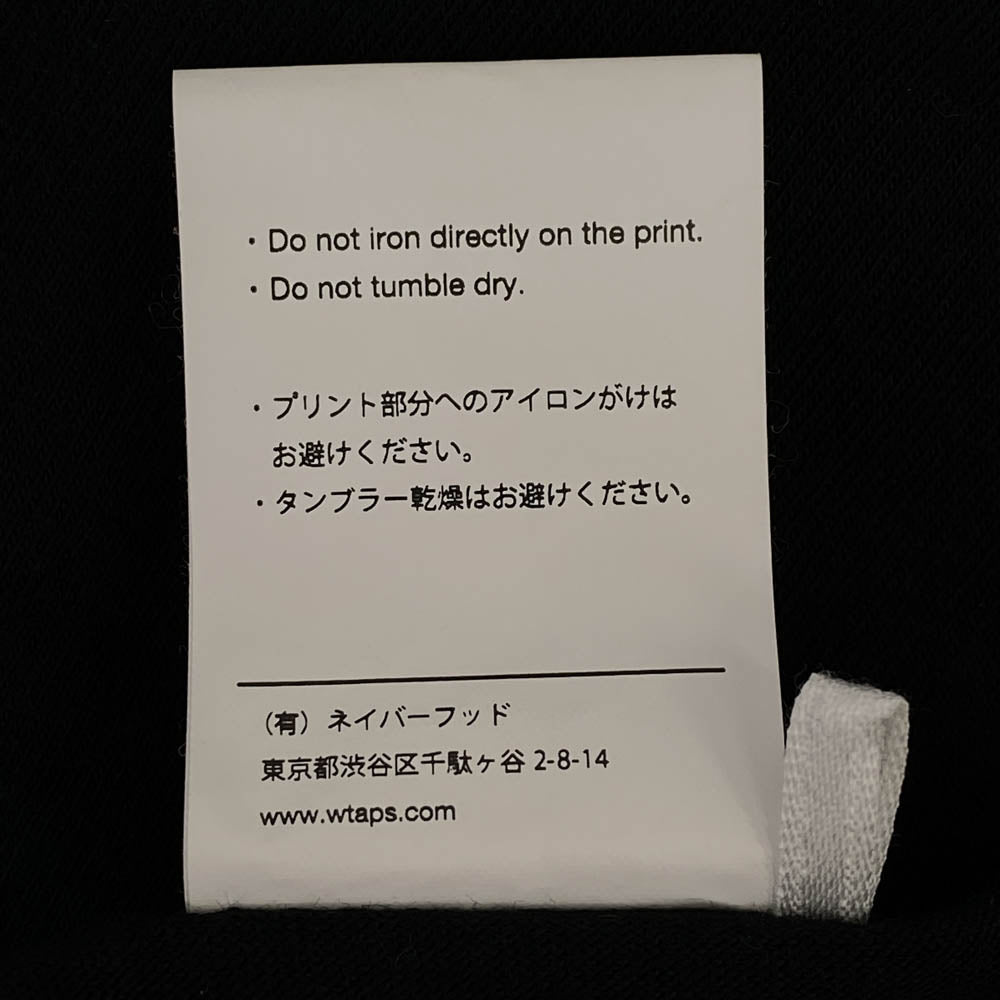 ・Do not iron directly on the print.
・Do not tumble dry.
・プリント部分へのアイロンがけは
お避けください。
・タンブラー乾燥はお避けください。
（有）ネイバーフッド
東京都渋谷区千駄ヶ谷 2-8-14
www.wtaps.com